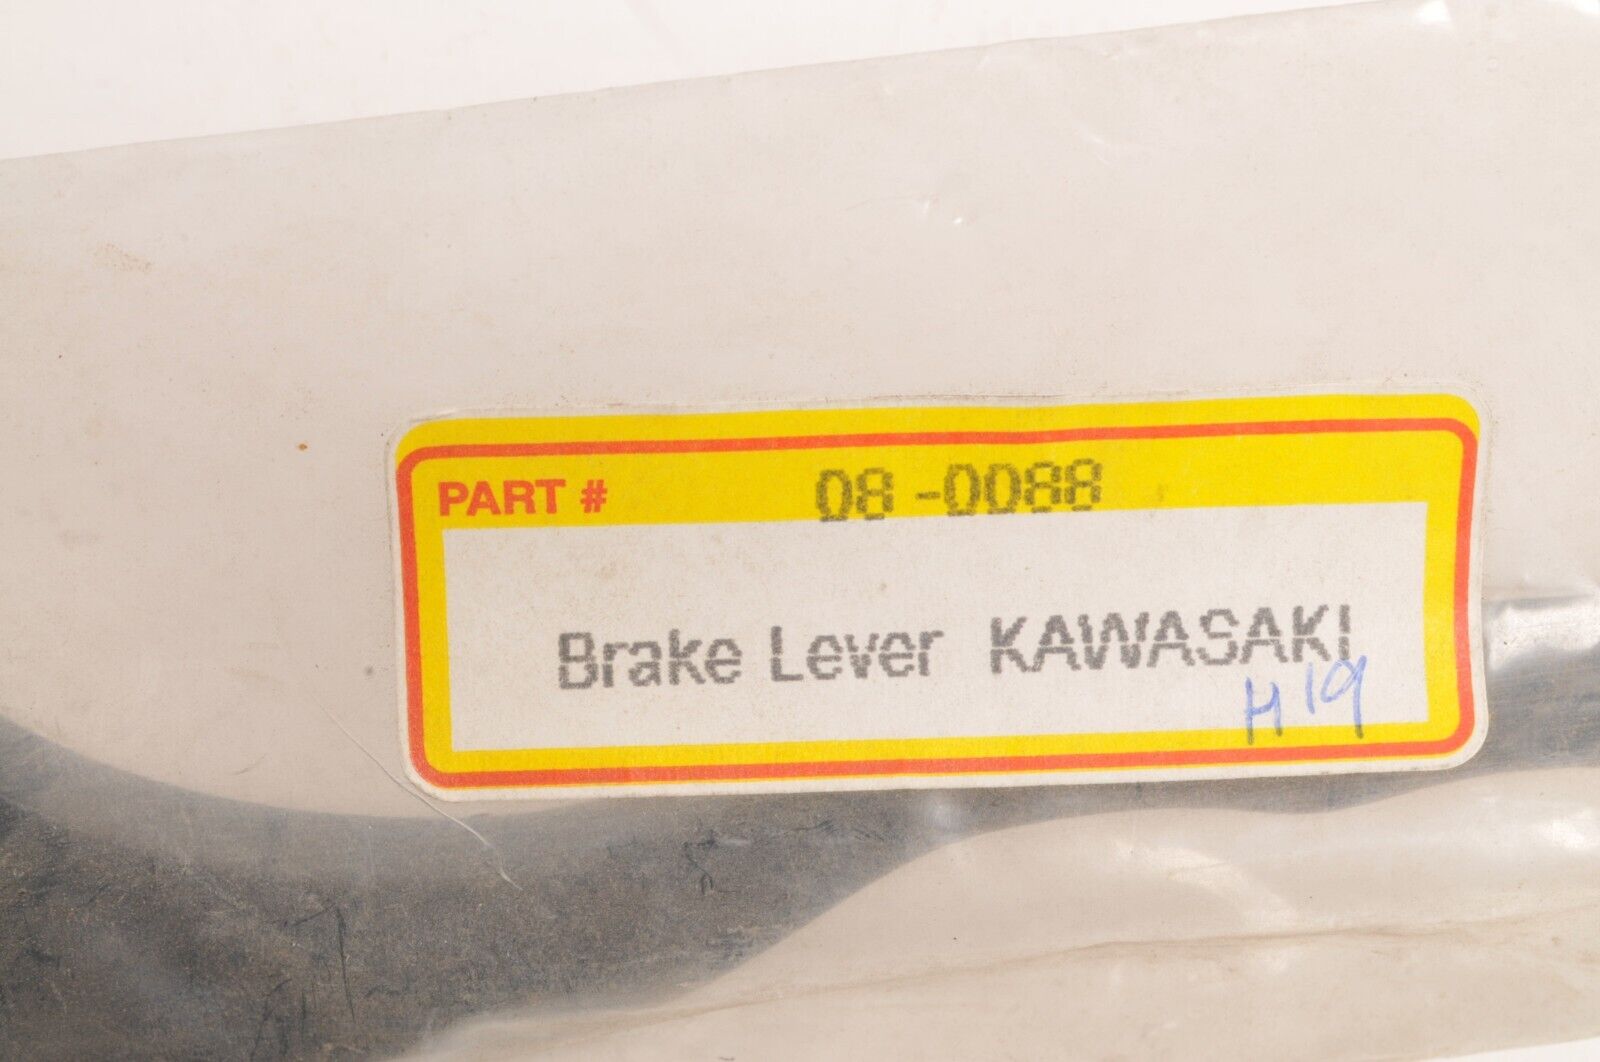 PART # 08-0088
Brake Lever KAWASAKI
H19